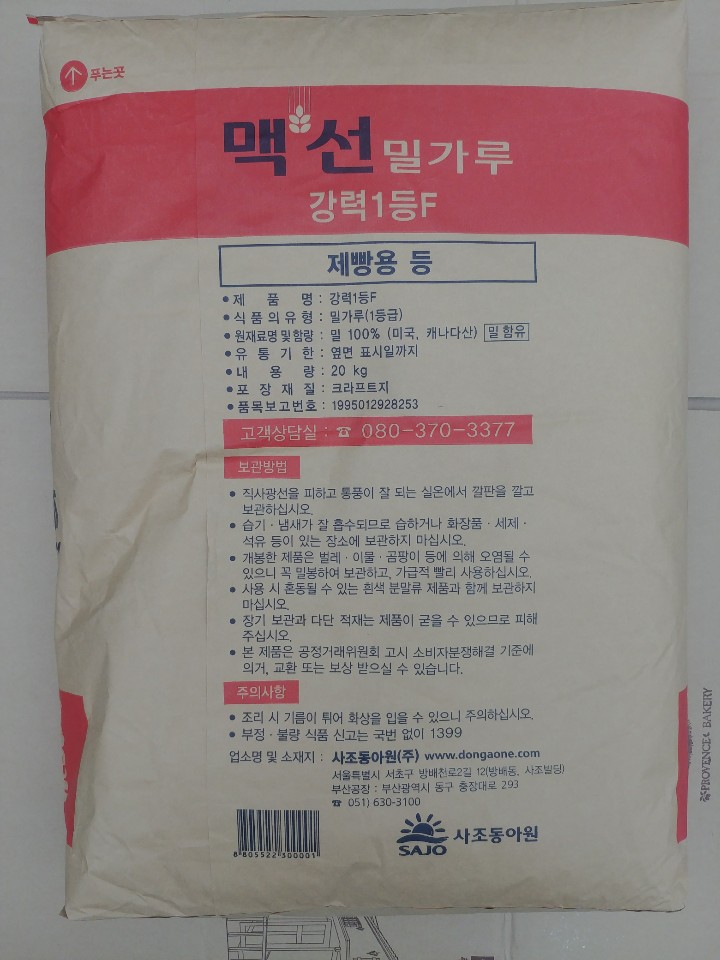 푸는곳
맥선 밀가루
강력1등F
제빵용 등
• 제 품 명 : 강력1등F
• 식품의유형 : 밀가루(1등급)
• 원재료명및함량 : 밀 100% (미국, 캐나다산) 밀 함유
• 유 통 기 한 : 옆면 표시일까지
• 내 용 량 : 20 kg
• 포 장 재 질 : 크라프트지
• 품목보고번호 : 1995012928253
고객상담실 : ☎ 080-370-3377
보관방법
• 직사광선을 피하고 통풍이 잘 되는 실온에서 깔판을 깔고
보관하십시오.
• 습기 · 냄새가 잘 흡수되므로 습하거나 화장품 · 세제 ·
석유 등이 있는 장소에 보관하지 마십시오.
• 개봉한 제품은 벌레 · 이물 · 곰팡이 등에 의해 오염될 수
있으니 꼭 밀봉하여 보관하고, 가급적 빨리 사용하십시오.
• 사용 시 혼동될 수 있는 흰색 분말류 제품과 함께 보관하지
마십시오.
• 장기 보관과 다단 적재는 제품이 굳을 수 있으므로 피해
주십시오.
• 본 제품은 공정거래위원회 고시 소비자분쟁해결 기준에
의거, 교환 또는 보상 받으실 수 있습니다.
주의사항
• 조리 시 기름이 튀어 화상을 입을 수 있으니 주의하십시오.
• 부정 · 불량 식품 신고는 국번 없이 1399
업소명 및 소재지 : 사조동아원(주) www.dongaone.com
서울특별시 서초구 방배천로2길 12(방배동, 사조빌딩)
부산공장 : 부산광역시 동구 충장대로 293
☎ 051) 630-3100
8 805522 300001
SAJO 사조동아원
PROVENCE BAKERY